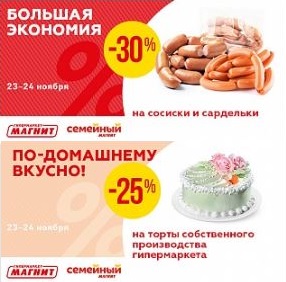 БОЛЬШАЯ
ЭКОНОМИЯ
-30%
23-24 ноября
на сосиски и сардельки
ГИПЕРМАРКЕТ
МАГНИТ
СЕМЕЙНЫЙ
МАГНИТ
ПО-ДОМАШНЕМУ
ВКУСНО!
-25%
23-24 ноября
на торты собственного
производства
гипермаркета
ГИПЕРМАРКЕТ
МАГНИТ
СЕМЕЙНЫЙ
МАГНИТ